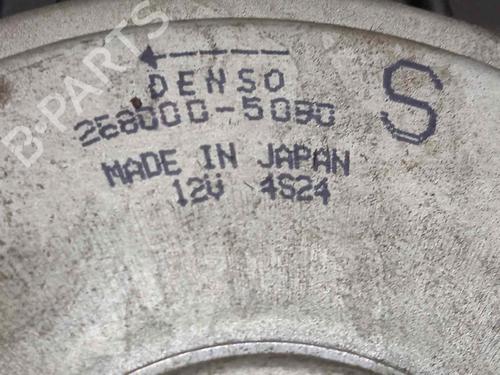 DENSO
268000-5090
S
MADE IN JAPAN
12V 4S24
B-PARTS